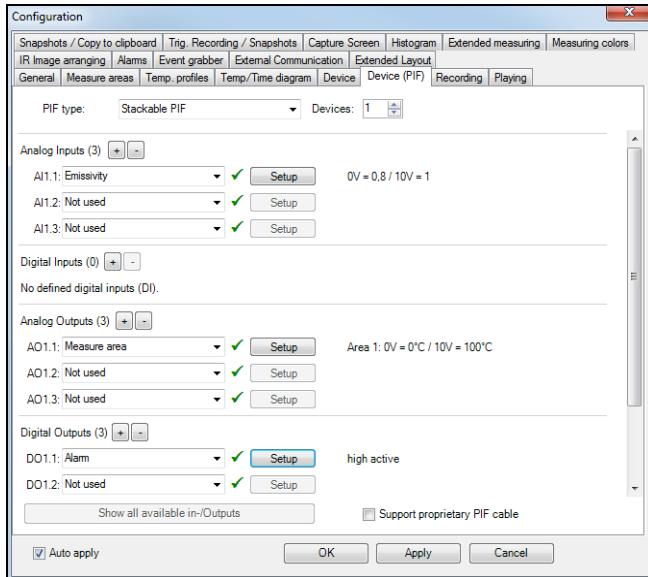 Configuration
Snapshots / Copy to clipboard Trig. Recording / Snapshots Capture Screen Histogram Extended measuring Measuring colors
IR Image arranging Alarms Event grabber External Communication Extended Layout
General Measure areas Temp. profiles Temp/Time diagram Device Device (PIF) Recording Playing
PIF type: Stackable PIF Devices: 1
Analog Inputs (3) + -
AI1.1: Emissivity Setup 0V = 0,8 / 10V = 1
AI1.2: Not used Setup
AI1.3: Not used Setup
Digital Inputs (0) + -
No defined digital inputs (DI).
Analog Outputs (3) + -
AO1.1: Measure area Setup Area 1: 0V = 0°C / 10V = 100°C
AO1.2: Not used Setup
AO1.3: Not used Setup
Digital Outputs (3) + -
DO1.1: Alarm Setup high active
DO1.2: Not used Setup
Show all available in-/Outputs Support proprietary PIF cable
Auto apply OK Apply Cancel